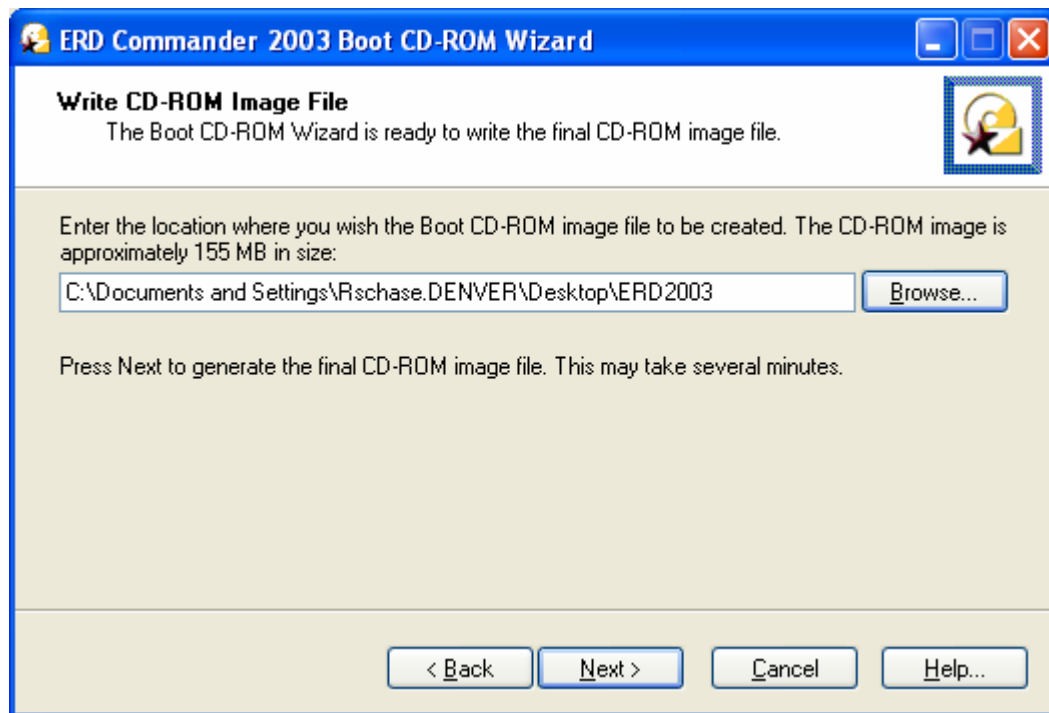 ERD Commander 2003 Boot CD-ROM Wizard
Write CD-ROM Image File
The Boot CD-ROM Wizard is ready to write the final CD-ROM image file.
Enter the location where you wish the Boot CD-ROM image file to be created. The CD-ROM image is
approximately 155 MB in size:
C:\Documents and Settings\Rschase.DENVER\Desktop\ERD2003
Browse...
Press Next to generate the final CD-ROM image file. This may take several minutes.
< Back
Next >
Cancel
Help...